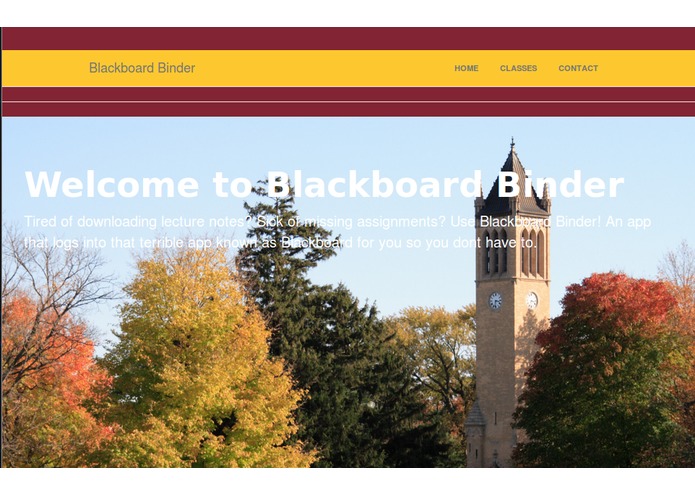 Blackboard Binder HOME CLASSES CONTACT
Welcome to Blackboard Binder
Tired of downloading lecture notes? Sick of missing assignments? Use Blackboard Binder! An app
that logs into that terrible app known as Blackboard for you so you dont have to.